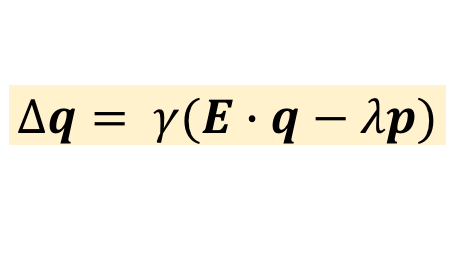 Δq = γ(E · q − λp)